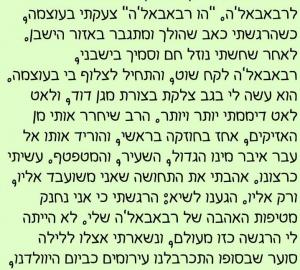 לרבאבאל'ה. "הו רבאבאל'ה" צעקתי בעוצמה,
כשהרגשתי כאב שהולך ומתגבר באזור הישבן.
לאחר שחשתי נוזל חם וסמיך בישבני,
רבאבאל'ה לקח שוט, והתחיל לצלוף בי בעוצמה.
הוא עשה לי בגב צלקת בצורת מגן דוד, ולאט
לאט דיממתי יותר ויותר. הרב שיחרר אותי מן
האזיקים, אחז בחוזקה בראשי, והוריד אותו אל
עבר איבר מינו הגדול, השעיר, והמטפטף. עשיתי
כרצונו. אהבתי את התחושה שאני משועבד אליו,
ורק אליו. הגענו לשיא: הרגשתי כי אני נחנק
מטיפות האהבה של רבאבאל'ה שלי. לא הייתה
לי הרגשה כזו מעולם, ונשארתי אצלו ללילה
סוער שבסופו התכרבלנו עירומים כביום היוולדנו,